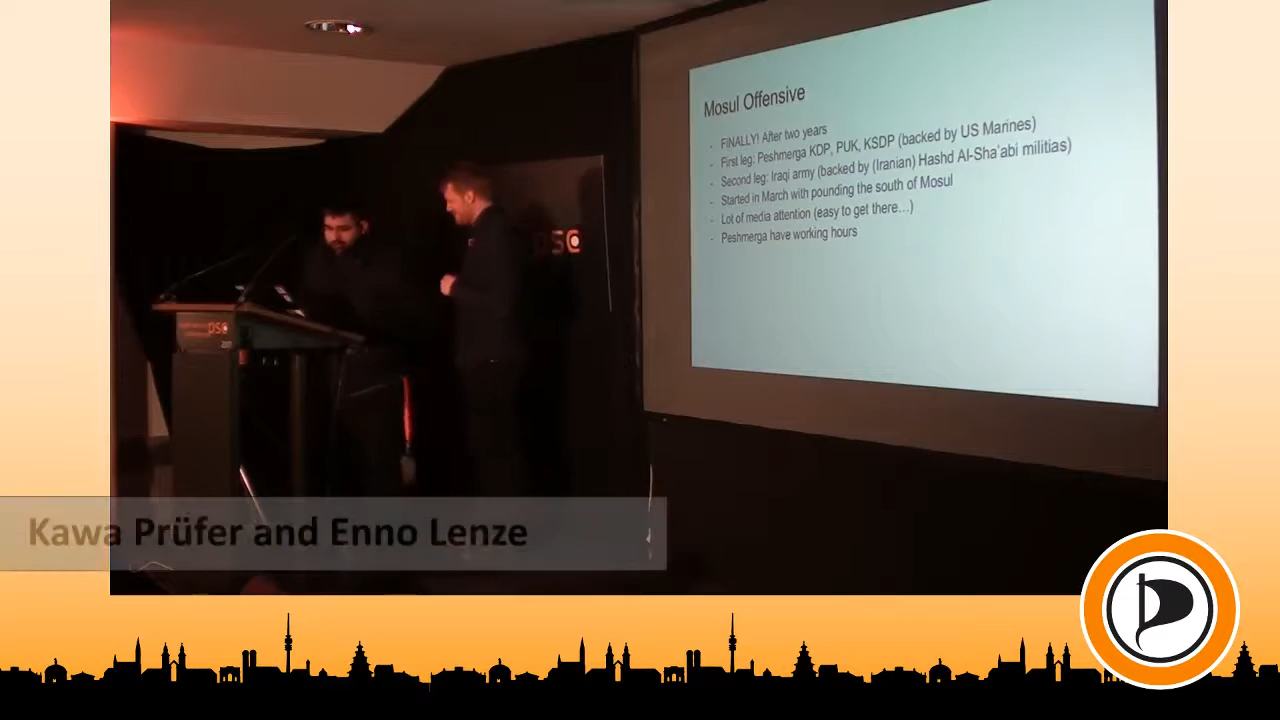 Mosul Offensive
- FINALLY! After two years
- First leg: Peshmerga KDP, PUK, KSDP (backed by US Marines)
- Second leg: Iraqi army (backed by (Iranian) Hashd Al-Sha'abi militias)
- Started in March with pounding the south of Mosul
- Lot of media attention (easy to get there…)
- Peshmerga have working hours
psc
psc
Kawa Prüfer and Enno Lenze